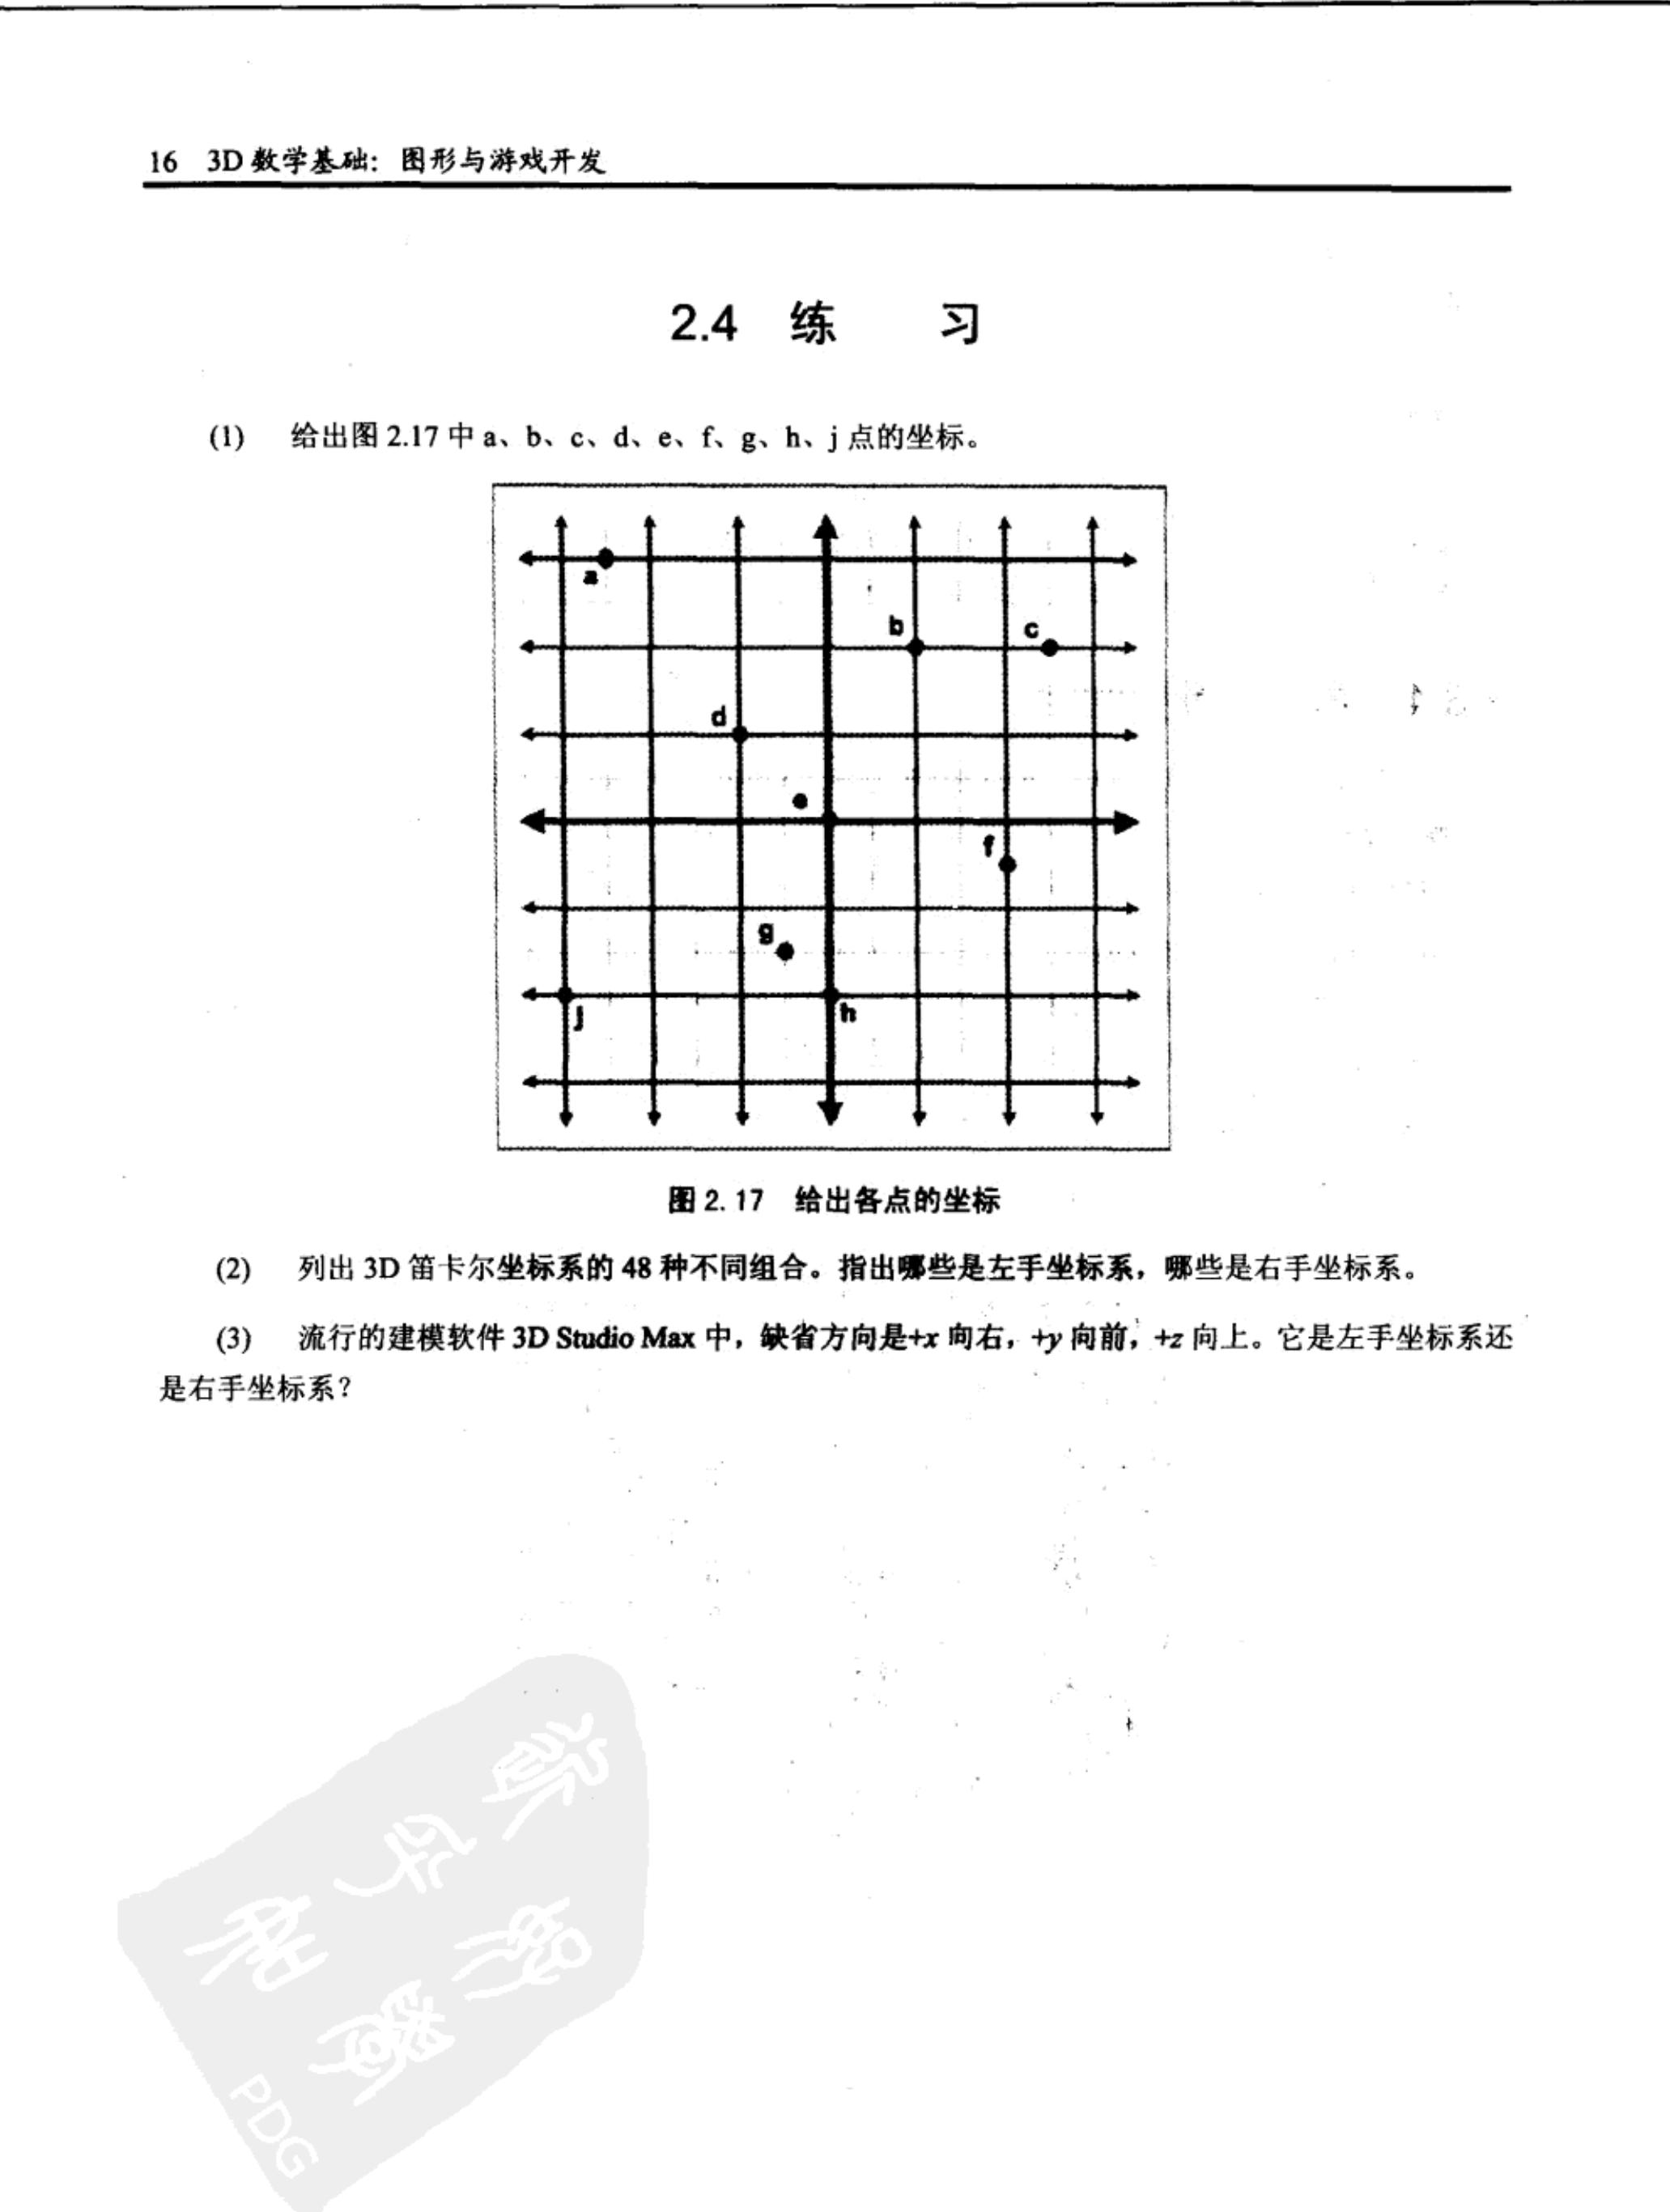 16 3D 数学基础：图形与游戏开发
2.4 练 习
(1) 给出图 2.17 中 a、b、c、d、e、f、g、h、j 点的坐标。
a
b
c
d
e
f
g
j
h
图 2.17 给出各点的坐标
(2) 列出 3D 笛卡尔坐标系的 48 种不同组合。指出哪些是左手坐标系，哪些是右手坐标系。
(3) 流行的建模软件 3D Studio Max 中，缺省方向是+x 向右，+y 向前，+z 向上。它是左手坐标系还
是右手坐标系？
PDG